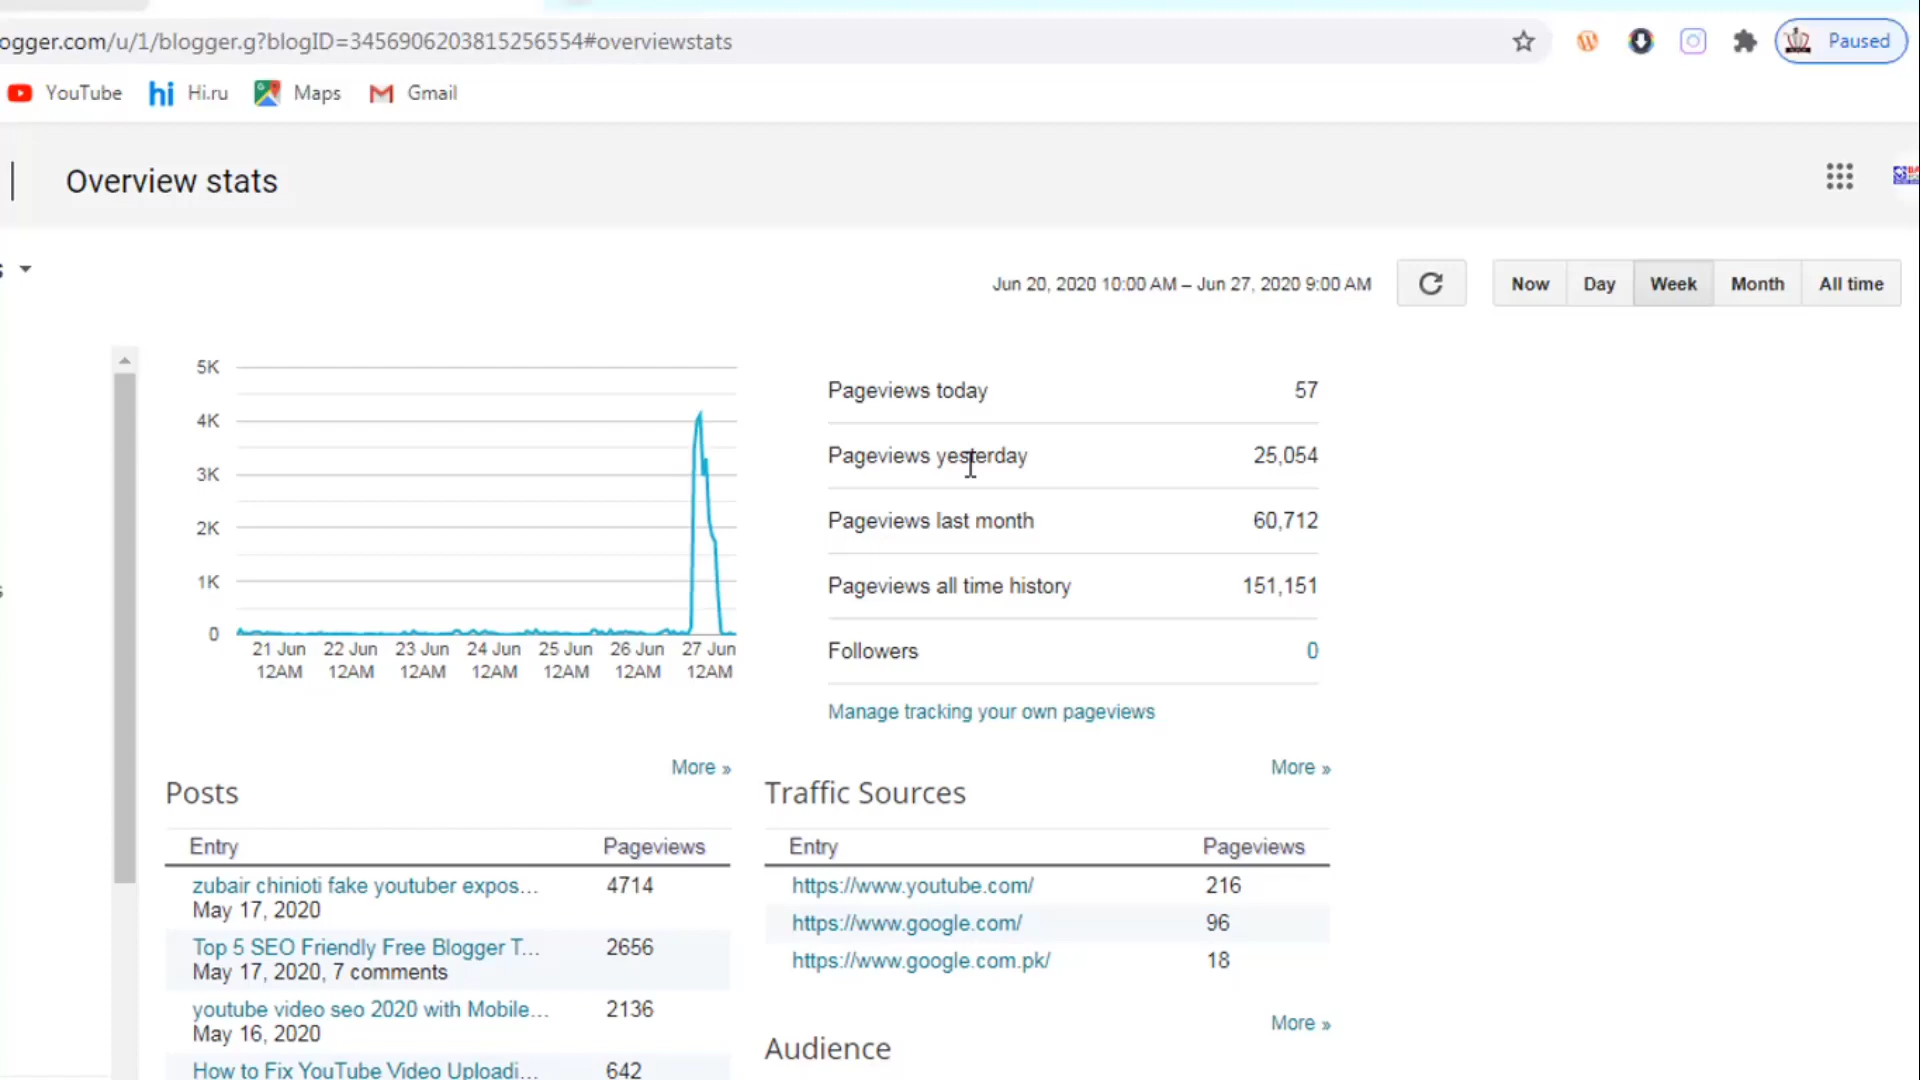 ogger.com/u/1/blogger.g?blogID=3456906203815256554#overviewstats
Paused
YouTube
hi Hi.ru
Maps
Gmail
Overview stats
Jun 20, 2020 10:00 AM – Jun 27, 2020 9:00 AM
Now Day Week Month All time
5K
4K
3K
2K
1K
0
21 Jun 22 Jun 23 Jun 24 Jun 25 Jun 26 Jun 27 Jun
12AM 12AM 12AM 12AM 12AM 12AM 12AM
Pageviews today 57
Pageviews yesterday 25,054
Pageviews last month 60,712
Pageviews all time history 151,151
Followers 0
Manage tracking your own pageviews
More »
Posts
Entry Pageviews
zubair chinioti fake youtuber expos... 4714
May 17, 2020
Top 5 SEO Friendly Free Blogger T... 2656
May 17, 2020, 7 comments
youtube video seo 2020 with Mobile... 2136
May 16, 2020
How to Fix YouTube Video Uploadi... 642
More »
Traffic Sources
Entry Pageviews
https://www.youtube.com/ 216
https://www.google.com/ 96
https://www.google.com.pk/ 18
More »
Audience